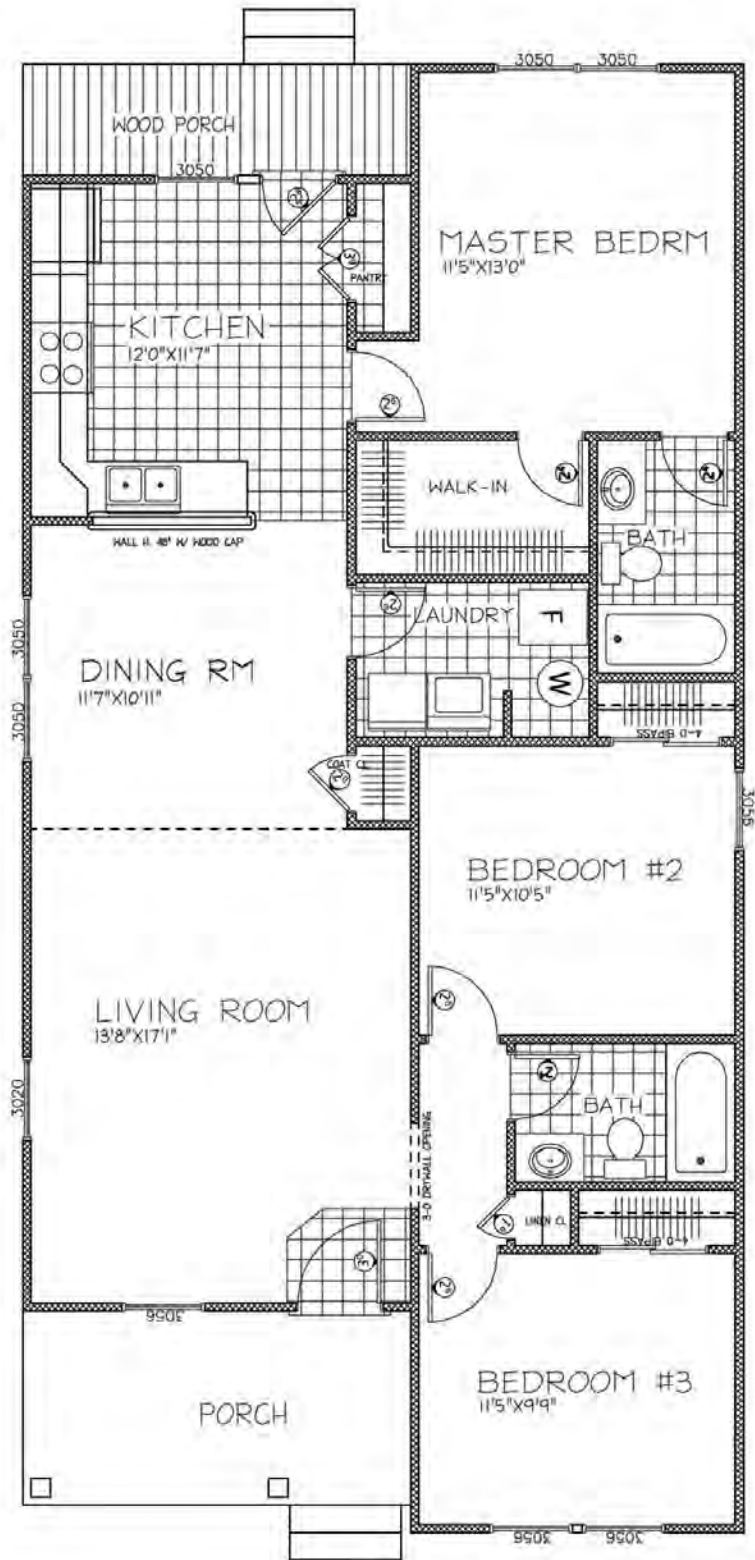 3050 3050
WOOD PORCH
3050
MASTER BEDRM
11'5"X13'0"
PANTRY
KITCHEN
12'0"X11'7"
2⁶
WALK-IN
BATH
WALL H. 48" W/ WOOD CAP
LAUNDRY
F
W
3050
3050
DINING RM
11'7"X10'11"
4-0 BIPASS
COAT CL
3056
BEDROOM #2
11'5"X10'5"
LIVING ROOM
13'8"X17'1"
3020
BATH
3-0 DRYWALL OPENING
LINEN CL
4-0 BIPASS
3056
BEDROOM #3
11'5"X9'9"
PORCH
3056 3056